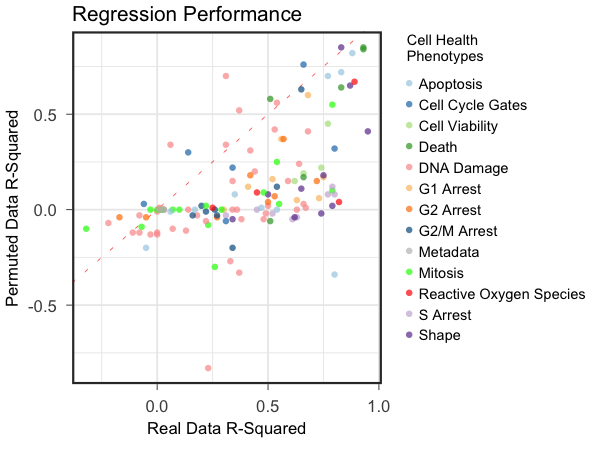 Regression Performance
Permuted Data R-Squared
0.5
0.0
-0.5
0.0
0.5
1.0
Real Data R-Squared
Cell Health
Phenotypes
Apoptosis
Cell Cycle Gates
Cell Viability
Death
DNA Damage
G1 Arrest
G2 Arrest
G2/M Arrest
Metadata
Mitosis
Reactive Oxygen Species
S Arrest
Shape